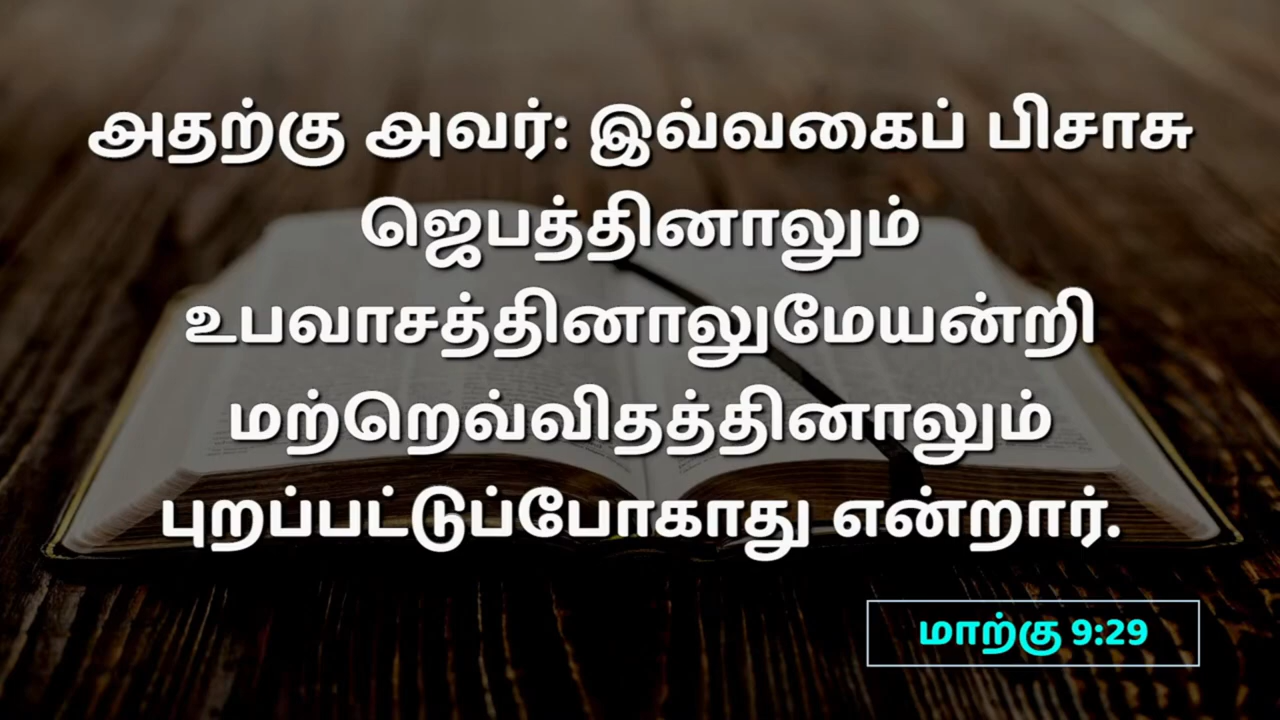 அதற்கு அவர்: இவ்வகைப் பிசாசு
ஜெபத்தினாலும்
உபவாசத்தினாலுமேயன்றி
மற்றெவ்விதத்தினாலும்
புறப்பட்டுப்போகாது என்றார்.
மாற்கு 9:29